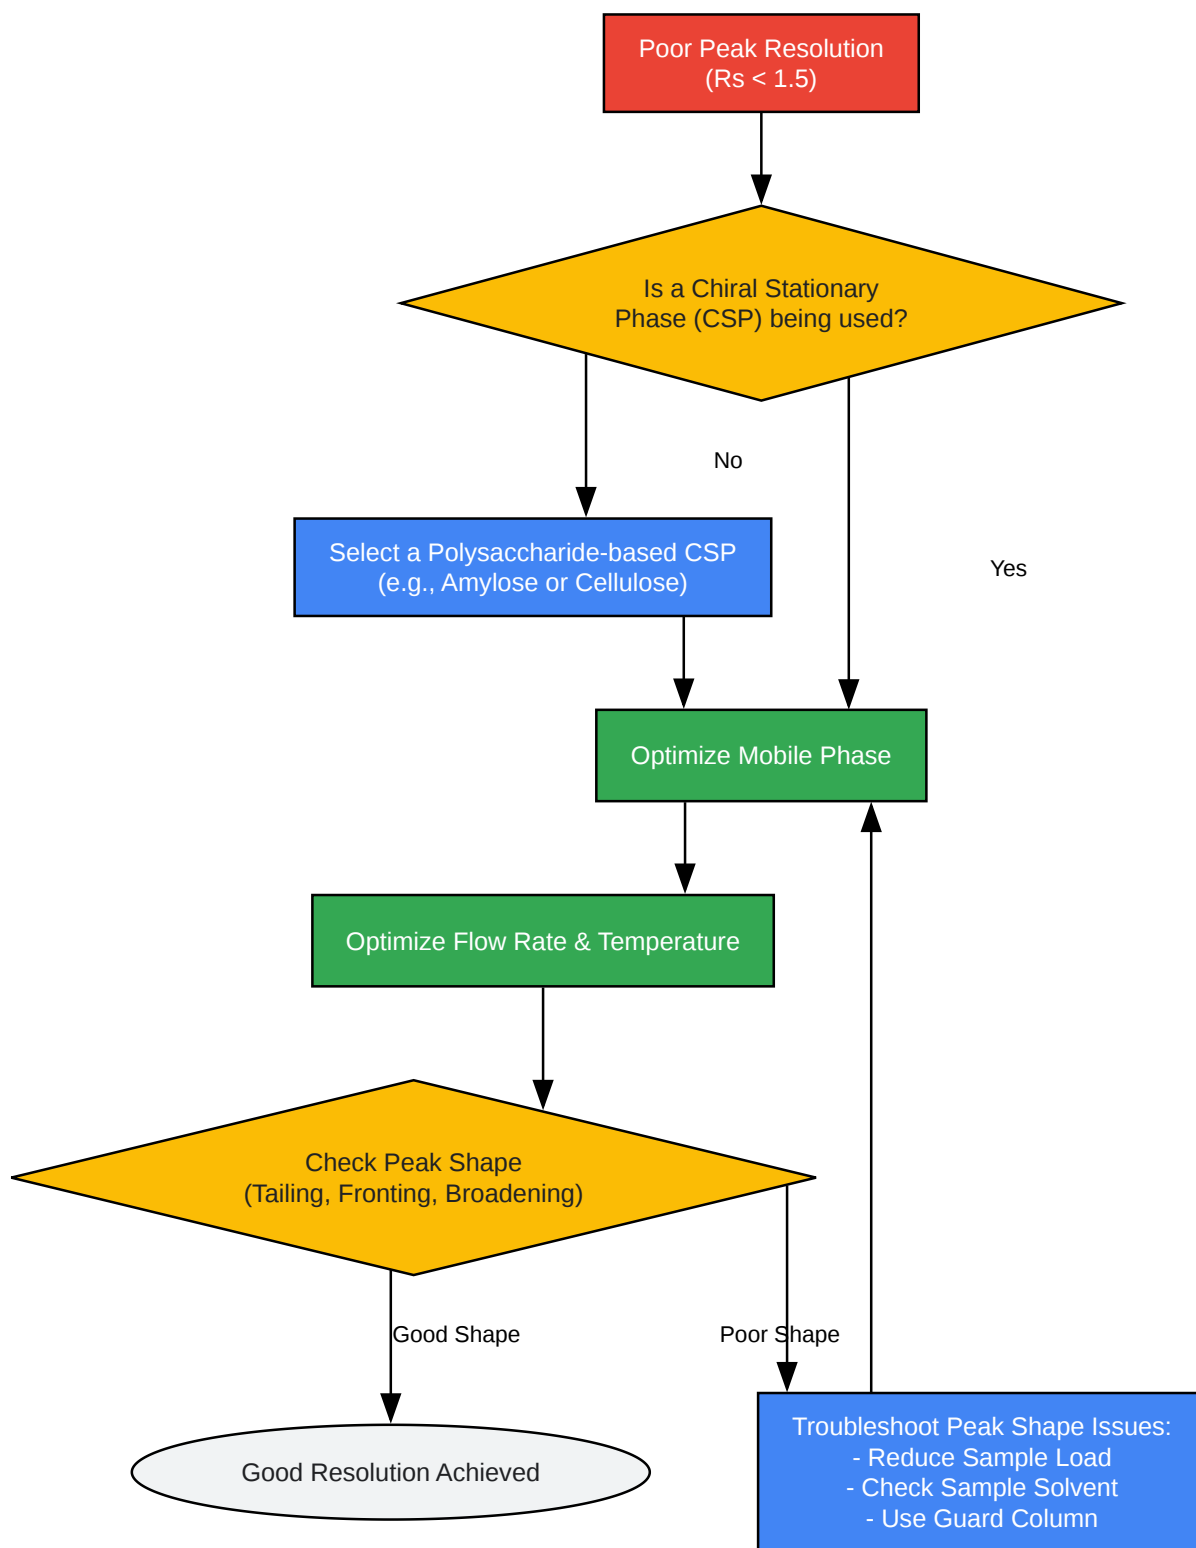 Poor Peak Resolution
(Rs < 1.5)
Is a Chiral Stationary
Phase (CSP) being used?
No
Select a Polysaccharide-based CSP
(e.g., Amylose or Cellulose)
Yes
Optimize Mobile Phase
Optimize Flow Rate & Temperature
Check Peak Shape
(Tailing, Fronting, Broadening)
Good Shape
Poor Shape
Good Resolution Achieved
Troubleshoot Peak Shape Issues:
- Reduce Sample Load
- Check Sample Solvent
- Use Guard Column